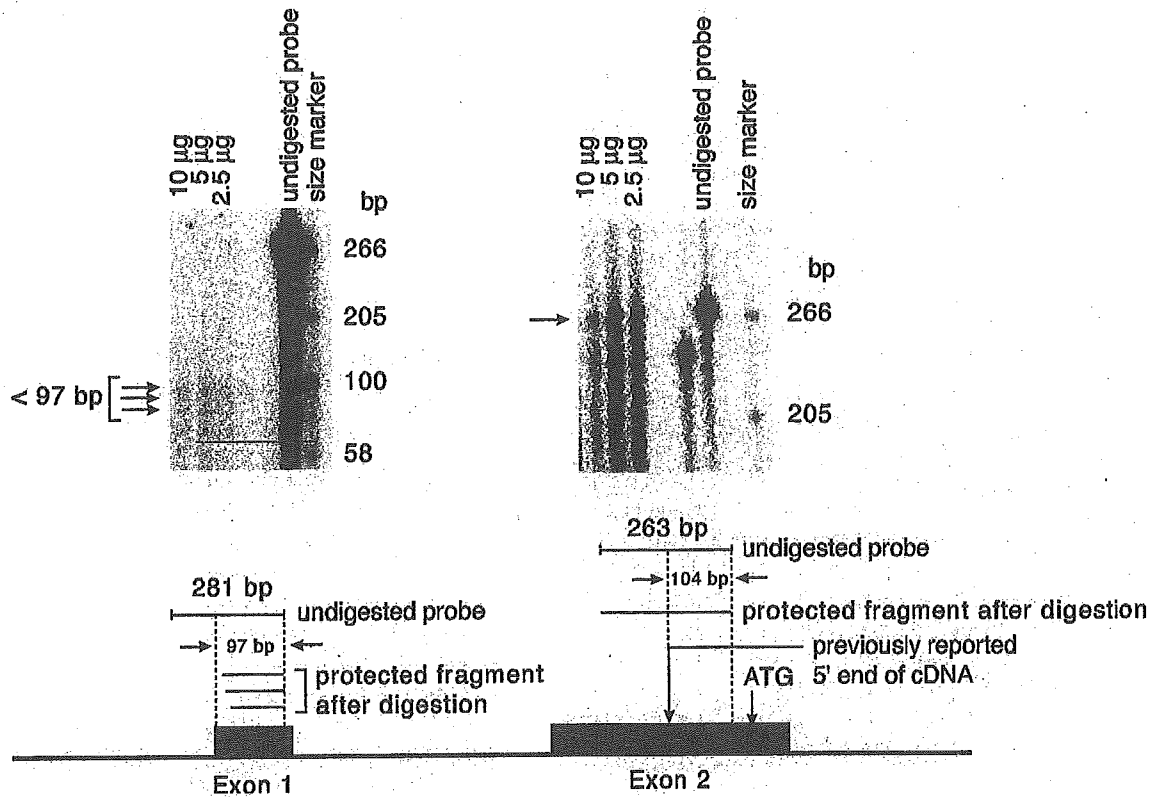 10 µg
5 µg
2.5 µg
undigested probe
size marker
bp
266
205
100
58
< 97 bp
10 µg
5 µg
2.5 µg
undigested probe
size marker
bp
266
205
281 bp
undigested probe
97 bp
protected fragment
after digestion
Exon 1
263 bp
undigested probe
104 bp
protected fragment after digestion
previously reported
ATG 5' end of cDNA
Exon 2